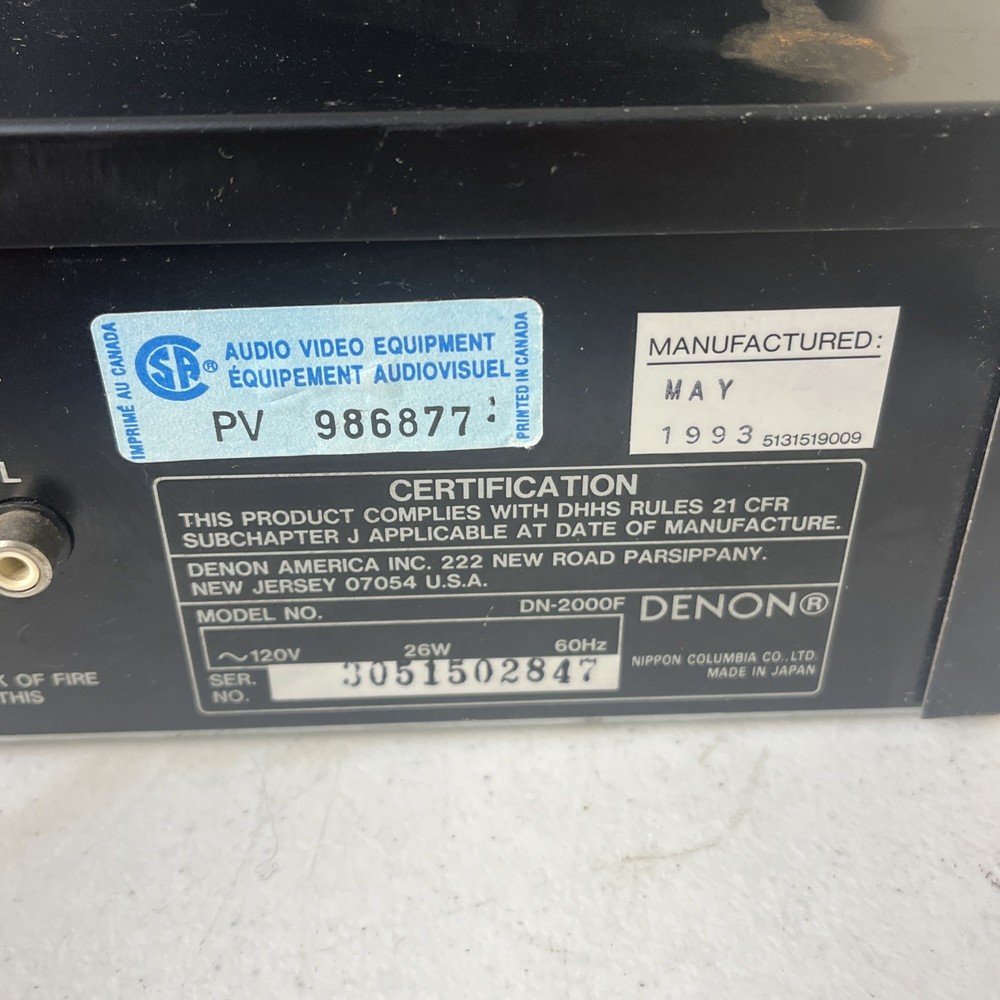 IMPRIMÉ AU CANADA
SA®
AUDIO VIDEO EQUIPMENT
ÉQUIPEMENT AUDIOVISUEL
PV 986877
PRINTED IN CANADA
MANUFACTURED:
MAY
1993 5131519009
L
CERTIFICATION
THIS PRODUCT COMPLIES WITH DHHS RULES 21 CFR
SUBCHAPTER J APPLICABLE AT DATE OF MANUFACTURE.
DENON AMERICA INC. 222 NEW ROAD PARSIPPANY.
NEW JERSEY 07054 U.S.A.
MODEL NO. DN-2000F
DENON®
~120V 26W 60Hz
SER. NO. 3051502847
NIPPON COLUMBIA CO., LTD.
MADE IN JAPAN
K OF FIRE
THIS